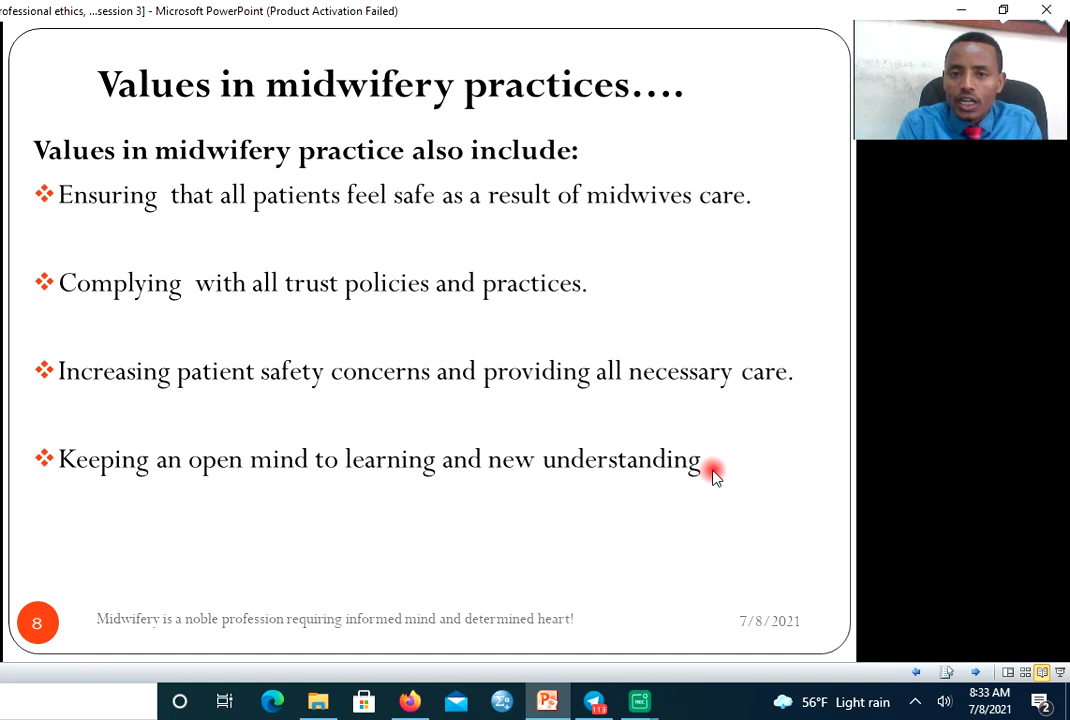 ofessional ethics, ...session 3] - Microsoft PowerPoint (Product Activation Failed)
Values in midwifery practices….
Values in midwifery practice also include:
Ensuring that all patients feel safe as a result of midwives care.
Complying with all trust policies and practices.
Increasing patient safety concerns and providing all necessary care.
Keeping an open mind to learning and new understanding
8
Midwifery is a noble profession requiring informed mind and determined heart!
7/8/2021
113
REC
56°F Light rain
8:33 AM
7/8/2021
2